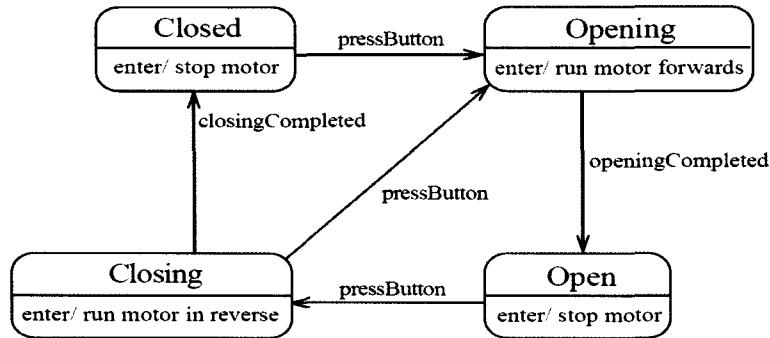 Closed
enter/ stop motor
pressButton
Opening
enter/ run motor forwards
closingCompleted
openingCompleted
pressButton
Closing
enter/ run motor in reverse
pressButton
Open
enter/ stop motor